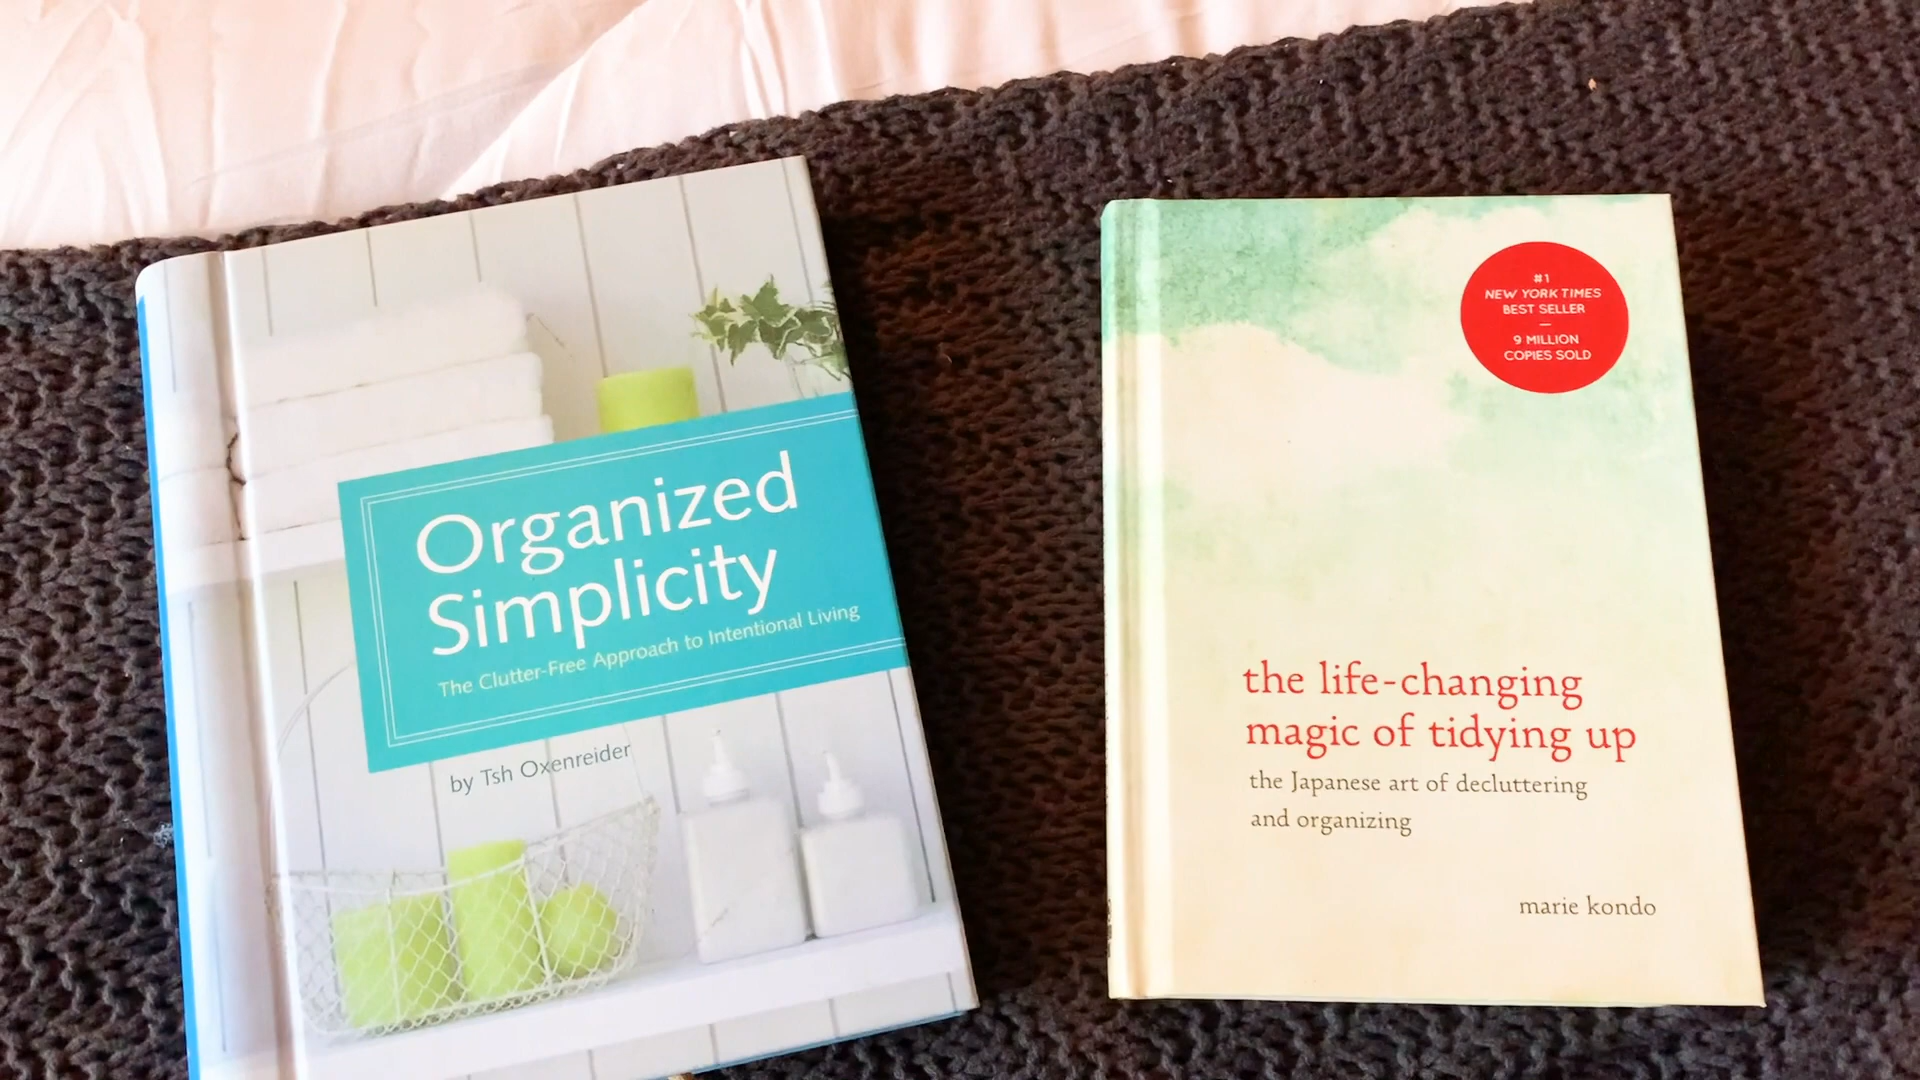 Organized
Simplicity
The Clutter-Free Approach to Intentional Living
by Tsh Oxenreider
#1
NEW YORK TIMES
BEST SELLER
—
9 MILLION
COPIES SOLD
the life-changing
magic of tidying up
the Japanese art of decluttering
and organizing
marie kondo